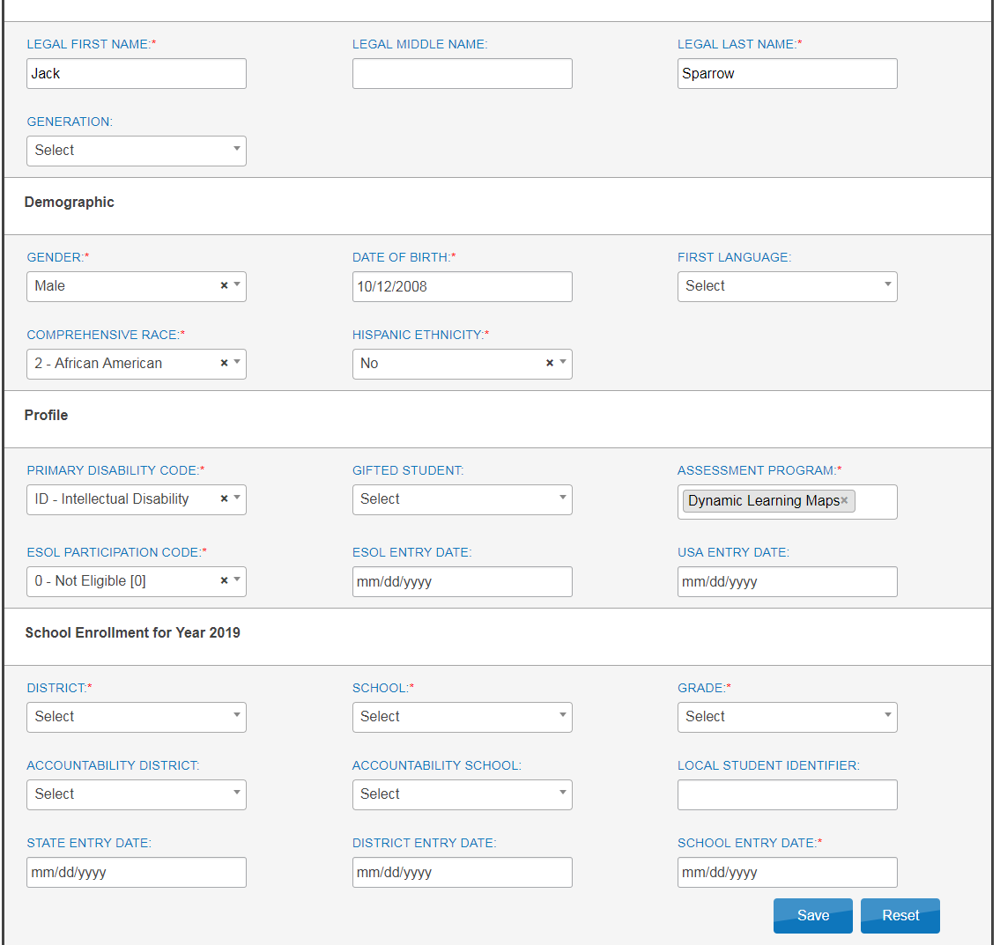 LEGAL FIRST NAME:* LEGAL MIDDLE NAME: LEGAL LAST NAME:*
Jack Sparrow
GENERATION:
Select
Demographic
GENDER:* DATE OF BIRTH:* FIRST LANGUAGE:
Male × 10/12/2008 Select
COMPREHENSIVE RACE:* HISPANIC ETHNICITY:*
2 - African American × No ×
Profile
PRIMARY DISABILITY CODE:* GIFTED STUDENT: ASSESSMENT PROGRAM:*
ID - Intellectual Disability × Select Dynamic Learning Maps×
ESOL PARTICIPATION CODE:* ESOL ENTRY DATE: USA ENTRY DATE:
0 - Not Eligible [0] × mm/dd/yyyy mm/dd/yyyy
School Enrollment for Year 2019
DISTRICT:* SCHOOL:* GRADE:*
Select Select Select
ACCOUNTABILITY DISTRICT: ACCOUNTABILITY SCHOOL: LOCAL STUDENT IDENTIFIER:
Select Select
STATE ENTRY DATE: DISTRICT ENTRY DATE: SCHOOL ENTRY DATE:*
mm/dd/yyyy mm/dd/yyyy mm/dd/yyyy
Save Reset